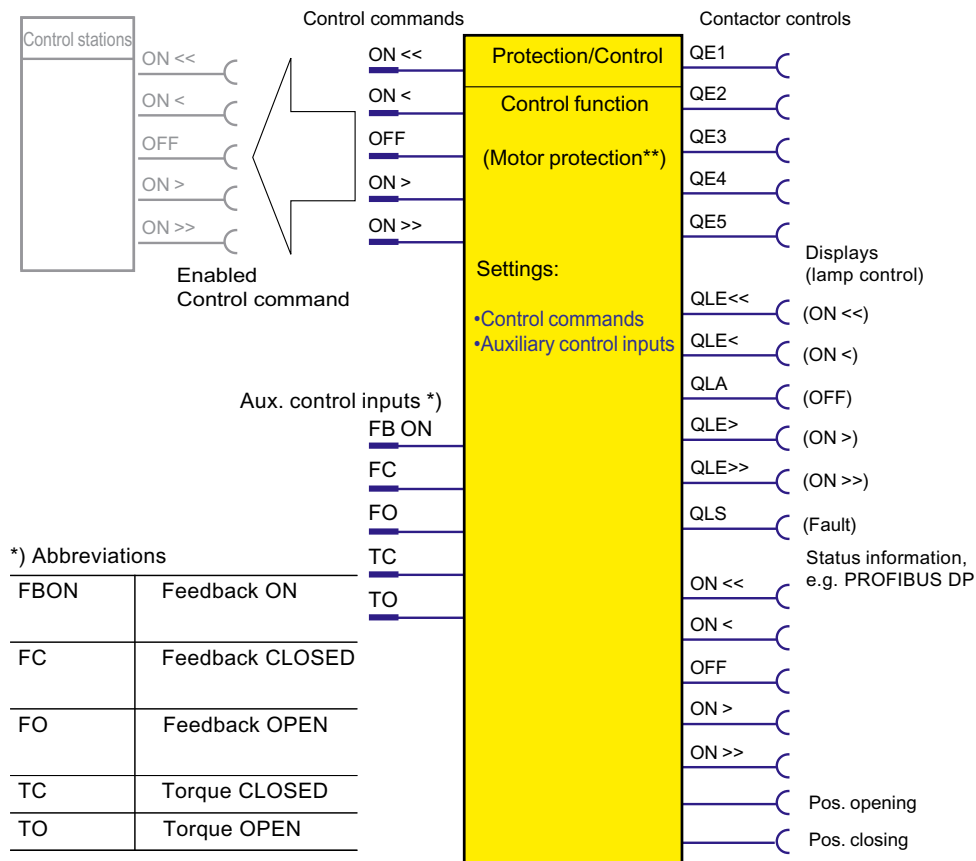 Control commands
Contactor controls
Control stations
ON <<
ON <
OFF
ON >
ON >>
Enabled
Control command
ON <<
ON <
OFF
ON >
ON >>
Protection/Control
Control function
(Motor protection**)
Settings:
•Control commands
•Auxiliary control inputs
QE1
QE2
QE3
QE4
QE5
Displays
(lamp control)
QLE<< (ON <<)
QLE< (ON <)
QLA (OFF)
QLE> (ON >)
QLE>> (ON >>)
QLS (Fault)
Status information,
e.g. PROFIBUS DP
ON <<
ON <
OFF
ON >
ON >>
Pos. opening
Pos. closing
Aux. control inputs *)
FB ON
FC
FO
TC
TO
*) Abbreviations
FBON Feedback ON
FC Feedback CLOSED
FO Feedback OPEN
TC Torque CLOSED
TO Torque OPEN